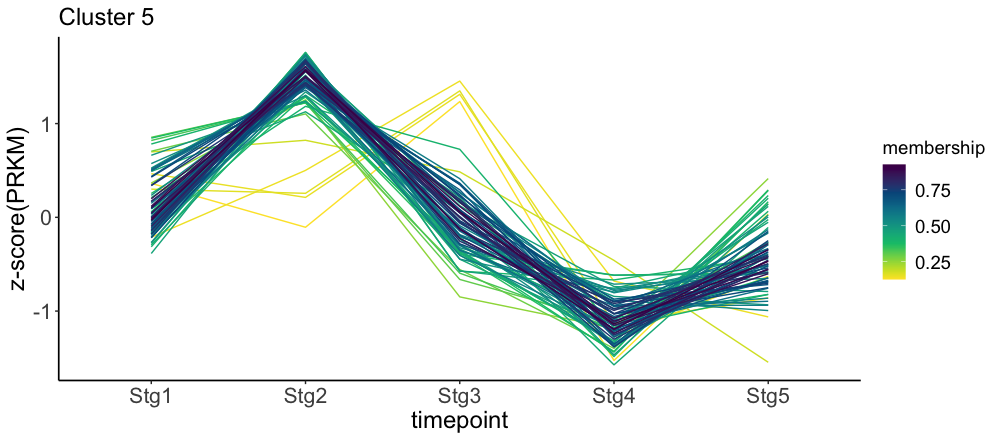 Cluster 5
z-score(PRKM)
1
0
-1
Stg1 Stg2 Stg3 Stg4 Stg5
timepoint
membership
0.75
0.50
0.25